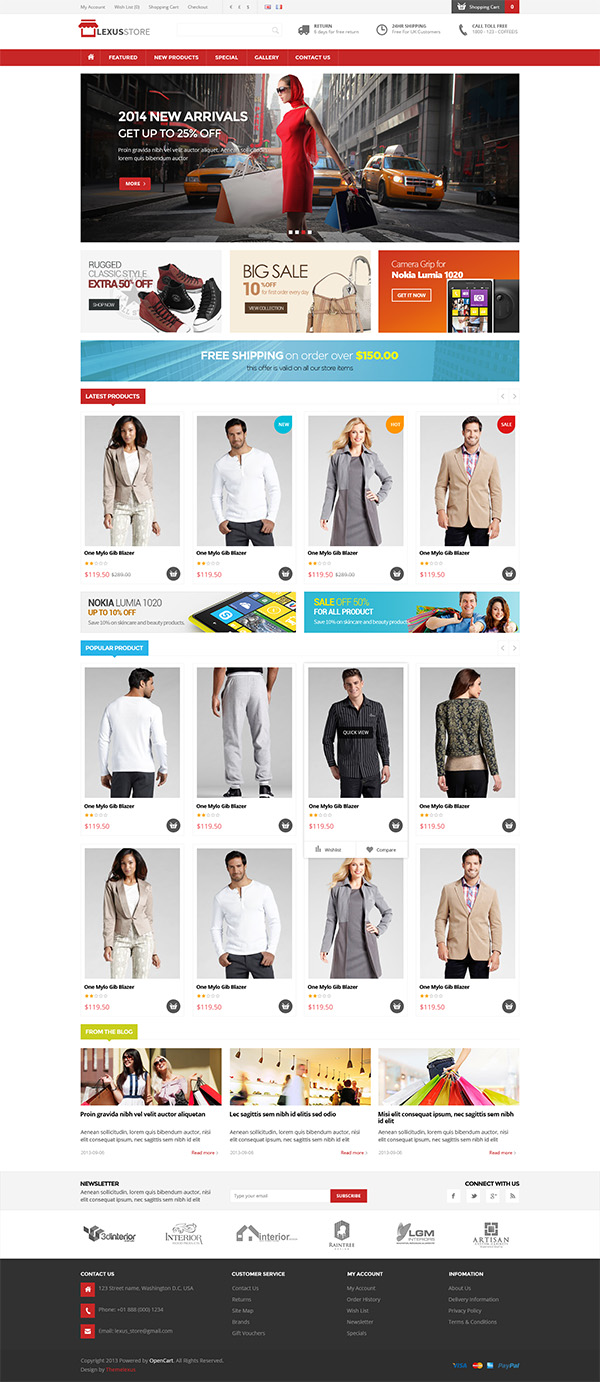 My Account Wish List (0) Shopping Cart Checkout € £ $ Shopping Cart 0
LEXUSSTORE
RETURN
24HR SHIPPING
Free For UK Customers
CALL TOLL FREE
FEATURED NEW PRODUCTS SPECIAL GALLERY CONTACT US
2014 NEW ARRIVALS
GET UP TO 25% OFF
Proin gravida nibh vel velit auctor aliquet. Aenean sollicitudin
lorem quis bibendum auctor
MORE
RUGGED
CLASSIC STYLE
EXTRA 50% OFF
SHOP NOW
BIG SALE
10 %OFF
for first order every day
VIEW COLLECTION
Camera Grip for
Nokia Lumia 1020
GET IT NOW
FREE SHIPPING on order over $150.00
this offer is valid on all our store items
LATEST PRODUCTS
NEW
HOT
SALE
One Mylo Gib Blazer
$119.50 $289.00
One Mylo Gib Blazer
$119.50
One Mylo Gib Blazer
$119.50 $289.00
One Mylo Gib Blazer
$119.50
NOKIA LUMIA 1020
UP TO 10% OFF
Save 10% on skincare and beauty products.
SALE OFF 50%
FOR ALL PRODUCT
Save 10% on skincare and beauty products.
POPULAR PRODUCT
QUICK VIEW
One Mylo Gib Blazer
$119.50
One Mylo Gib Blazer
$119.50
One Mylo Gib Blazer
$119.50
Wishlist Compare
One Mylo Gib Blazer
$119.50
One Mylo Gib Blazer
$119.50
One Mylo Gib Blazer
$119.50
One Mylo Gib Blazer
$119.50
One Mylo Gib Blazer
$119.50
FROM THE BLOG
Proin gravida nibh vel velit auctor aliquetan
Aenean sollicitudin, lorem quis bibendum auctor, nisi
elit consequat ipsum, nec sagittis sem nibh id elit
2013-09-06 Read more
Lec sagittis sem nibh id elitis sed odio
Aenean sollicitudin, lorem quis bibendum auctor, nisi
elit consequat ipsum, nec sagittis sem nibh id elit
2013-09-06 Read more
Misi elit consequat ipsum, nec sagittis sem nibh
id elit
Aenean sollicitudin, lorem quis bibendum auctor, nisi
elit consequat ipsum, nec sagittis sem nibh id elit
2013-09-06 Read more
NEWSLETTER
Aenean sollicitudin, lorem quis bibendum auctor, nisi
elit consequat ipsum, nec sagittis sem nibh id elit
Type your email
SUBSCRIBE
CONNECT WITH US
3dinterior
INTERIOR
interior
RAINTREE
LGM
INTERIORS
ARTISAN
CONTACT US
123 Street name, Washington D.C, USA
Phone: +01 888 (000) 1234
Email: lexus_store@gmail.com
CUSTOMER SERVICE
Contact Us
Returns
Site Map
Brands
Gift Vouchers
MY ACCOUNT
My Account
Order History
Wish List
Newsletter
Specials
INFOMATION
About Us
Delivery Information
Privacy Policy
Terms & Conditions
Copyright 2013 Powered by OpenCart. All Rights Reserved.
Design by
VISA PayPal